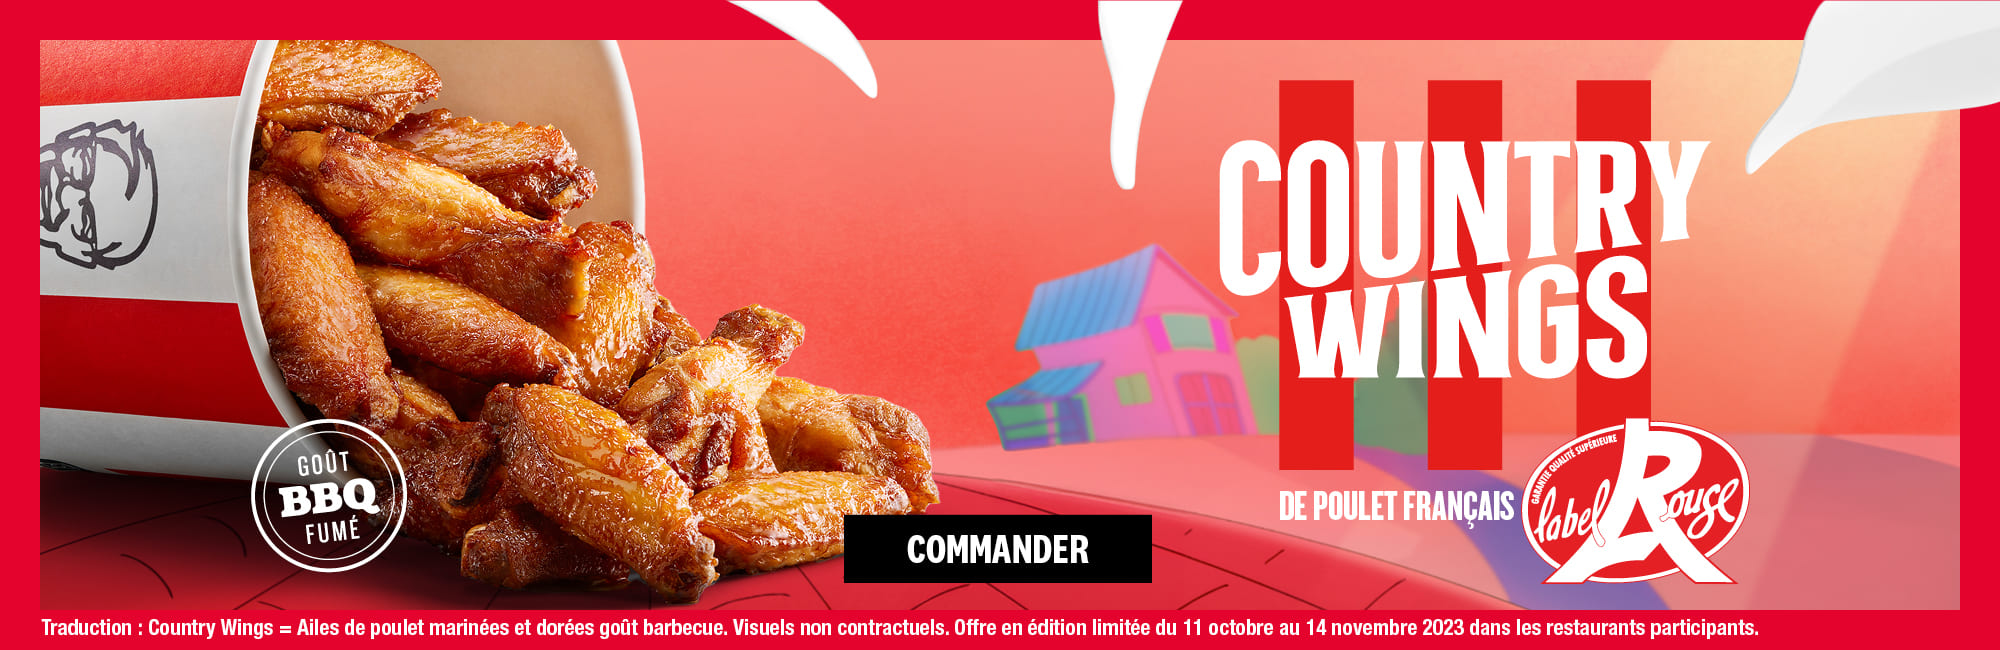 COUNTRY
WINGS
DE POULET FRANÇAIS
GARANTIE QUALITÉ SUPÉRIEURE
label Rouge
GOÛT
BBQ
FUMÉ
COMMANDER
Traduction : Country Wings = Ailes de poulet marinées et dorées goût barbecue. Visuels non contractuels. Offre en édition limitée du 11 octobre au 14 novembre 2023 dans les restaurants participants.